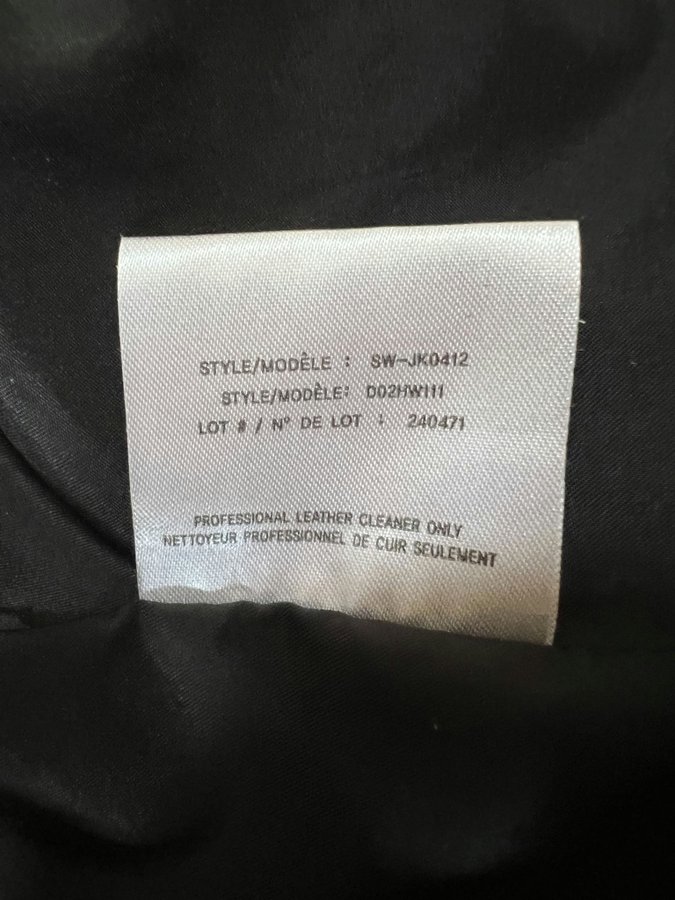 STYLE/MODÈLE : SW-JK0412
STYLE/MODÈLE: D02HW111
LOT # / N° DE LOT : 240471
PROFESSIONAL LEATHER CLEANER ONLY
NETTOYEUR PROFESSIONNEL DE CUIR SEULEMENT